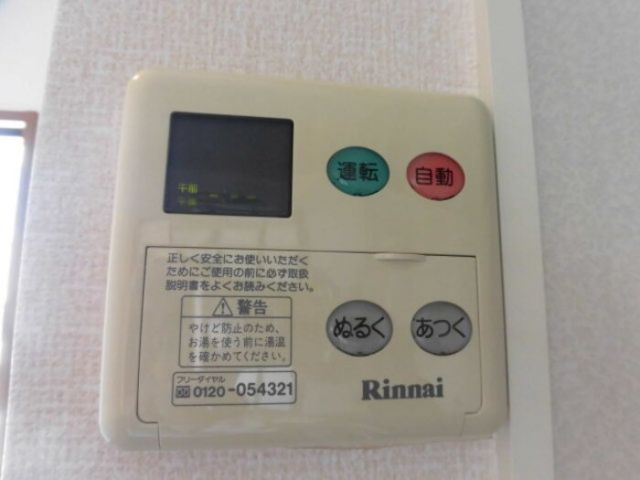 午前
午後
運転
自動
正しく安全にお使いいただく
ためにご使用の前に必ず取扱
説明書をよくお読みください。
警告
やけど防止のため、
お湯を使う前に湯温
を確かめてください。
フリーダイヤル
0120-054321
ぬるく
あつく
Rinnai